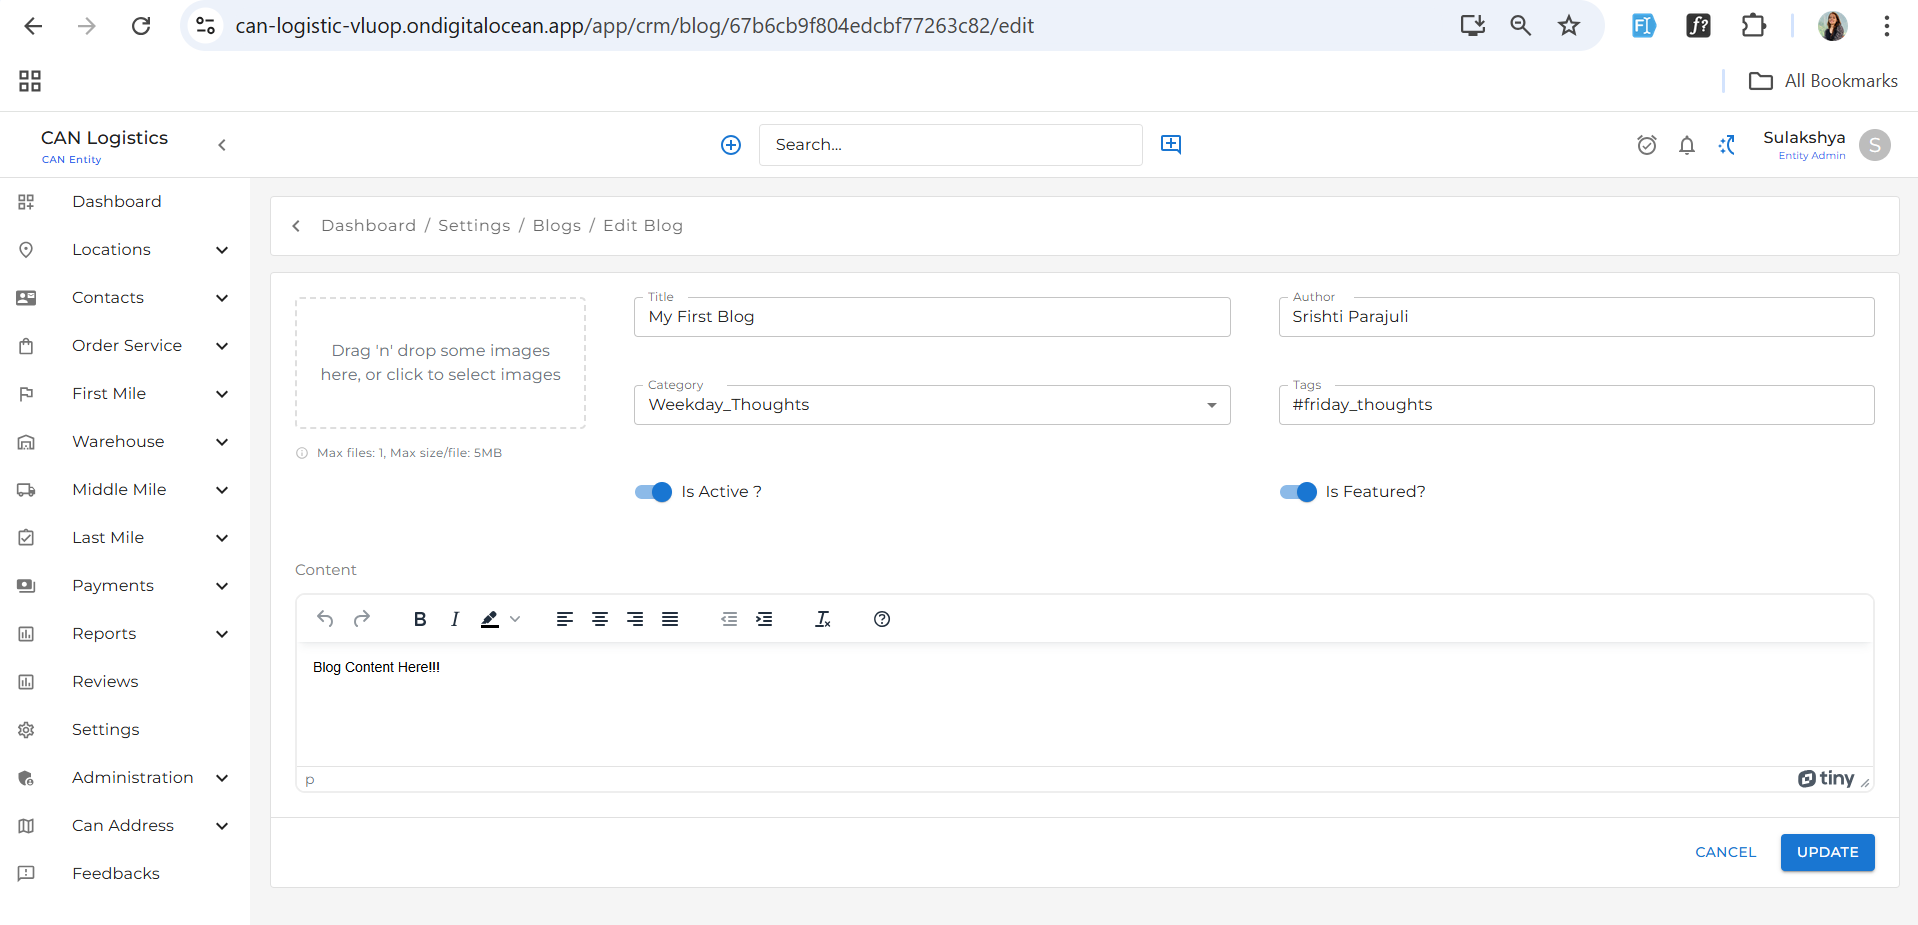 can-logistic-vluop.ondigitalocean.app/app/crm/blog/67b6cb9f804edcbf77263c82/edit
All Bookmarks
CAN Logistics
CAN Entity
Search...
Sulakshya
Entity Admin
S
Dashboard
Locations
Contacts
Order Service
First Mile
Warehouse
Middle Mile
Last Mile
Payments
Reports
Reviews
Settings
Administration
Can Address
Feedbacks
Dashboard / Settings / Blogs / Edit Blog
Drag 'n' drop some images
here, or click to select images
Max files: 1, Max size/file: 5MB
Title
My First Blog
Author
Srishti Parajuli
Category
Weekday_Thoughts
Tags
#friday_thoughts
Is Active ?
Is Featured?
Content
B I
Blog Content Here!!!
p
tiny
CANCEL
UPDATE